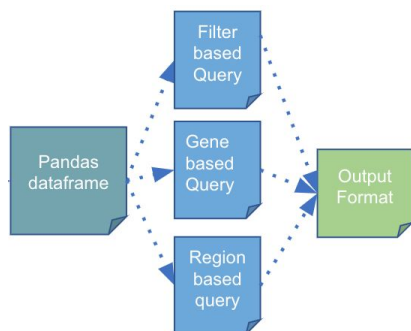 Pandas
dataframe
Filter
based
Query
Gene
based
Query
Region
based
query
Output
Format